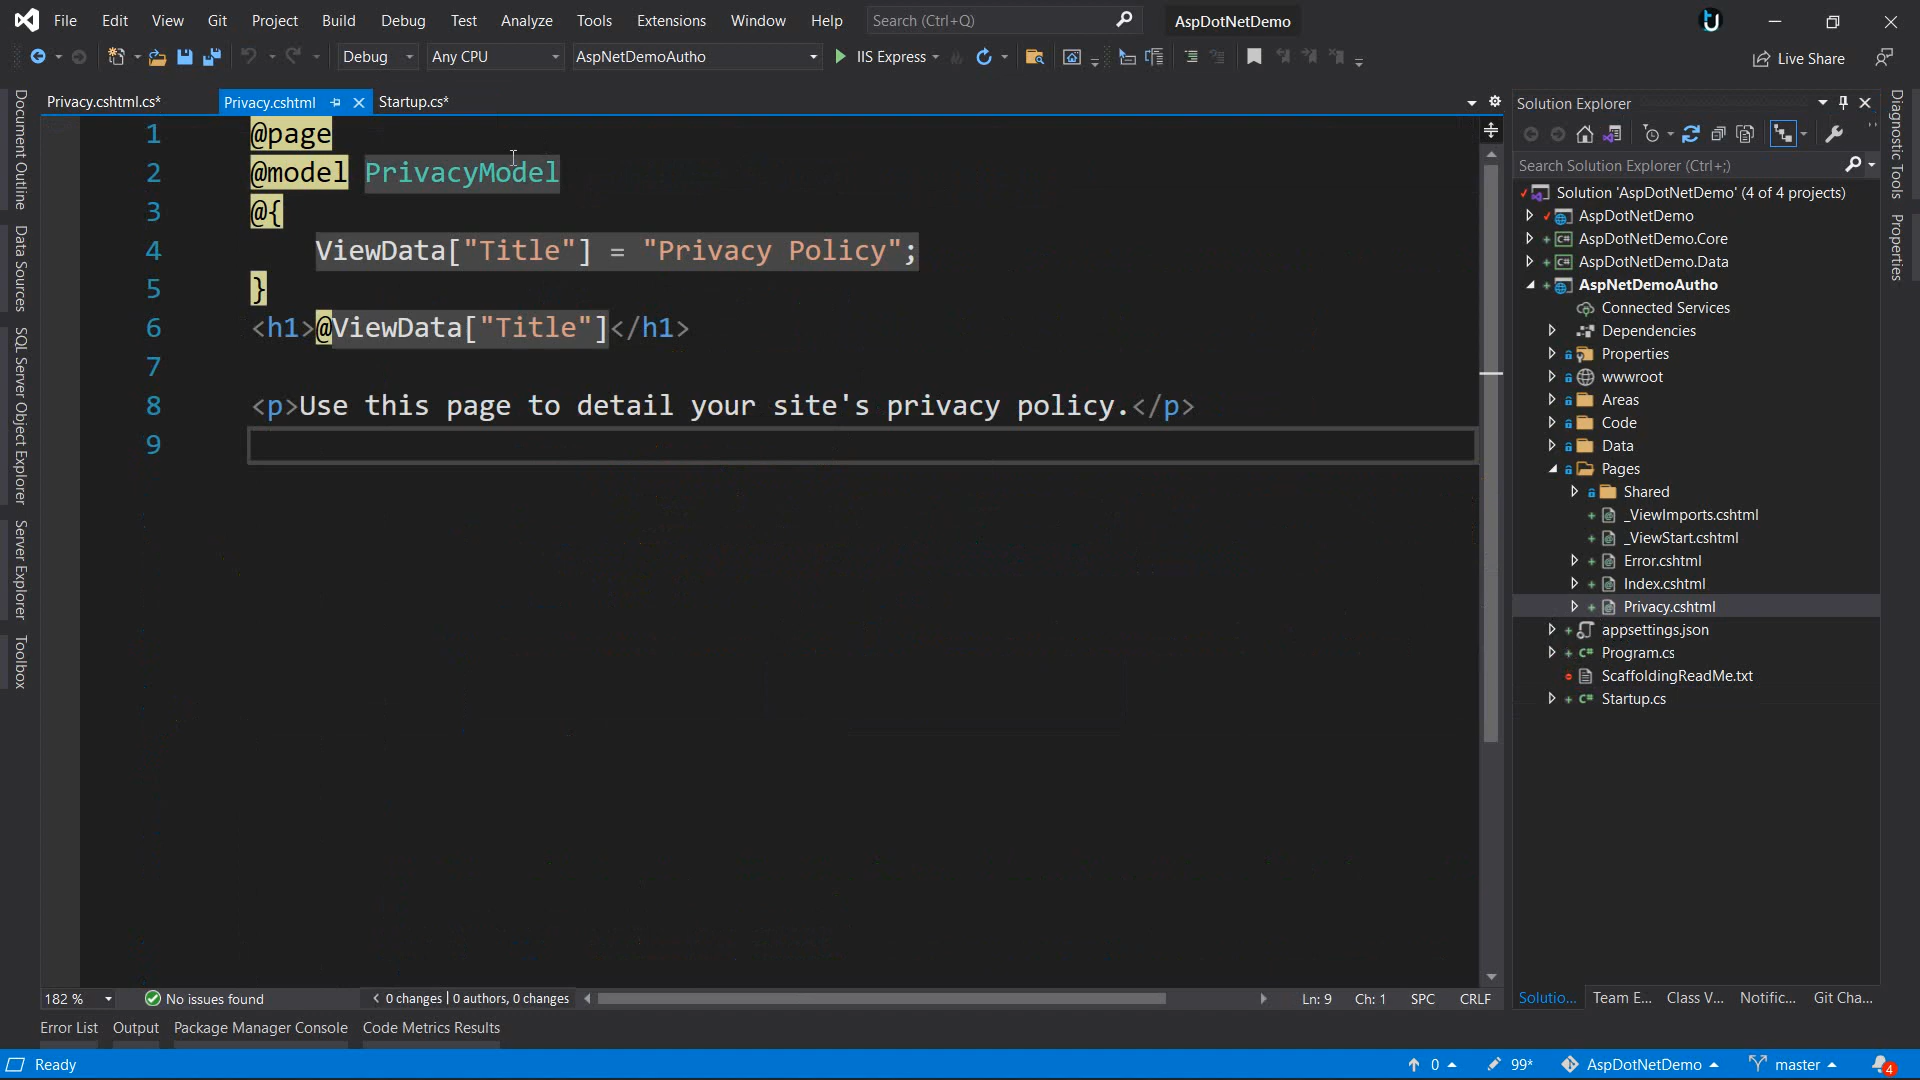 File Edit View Git Project Build Debug Test Analyze Tools Extensions Window Help Search (Ctrl+Q) AspDotNetDemo
Debug Any CPU AspNetDemoAutho IIS Express Live Share
Privacy.cshtml.cs* Privacy.cshtml Startup.cs*
Document Outline
Data Sources
SQL Server Object Explorer
Server Explorer
Toolbox
1 @page
2 @model PrivacyModel
3 @{
4 ViewData["Title"] = "Privacy Policy";
5 }
6 <h1>@ViewData["Title"]</h1>
7
8 <p>Use this page to detail your site's privacy policy.</p>
9
182 % No issues found 0 changes | 0 authors, 0 changes Ln: 9 Ch: 1 SPC CRLF
Error List Output Package Manager Console Code Metrics Results
Solution Explorer
Search Solution Explorer (Ctrl+;)
Solution 'AspDotNetDemo' (4 of 4 projects)
AspDotNetDemo
AspDotNetDemo.Core
AspDotNetDemo.Data
AspNetDemoAutho
Connected Services
Dependencies
Properties
wwwroot
Areas
Code
Data
Pages
Shared
_ViewImports.cshtml
_ViewStart.cshtml
Error.cshtml
Index.cshtml
Privacy.cshtml
appsettings.json
Program.cs
ScaffoldingReadMe.txt
Startup.cs
Solutio... Team E... Class V... Notific... Git Cha...
Diagnostic Tools
Properties
Ready 0 99* AspDotNetDemo master 4